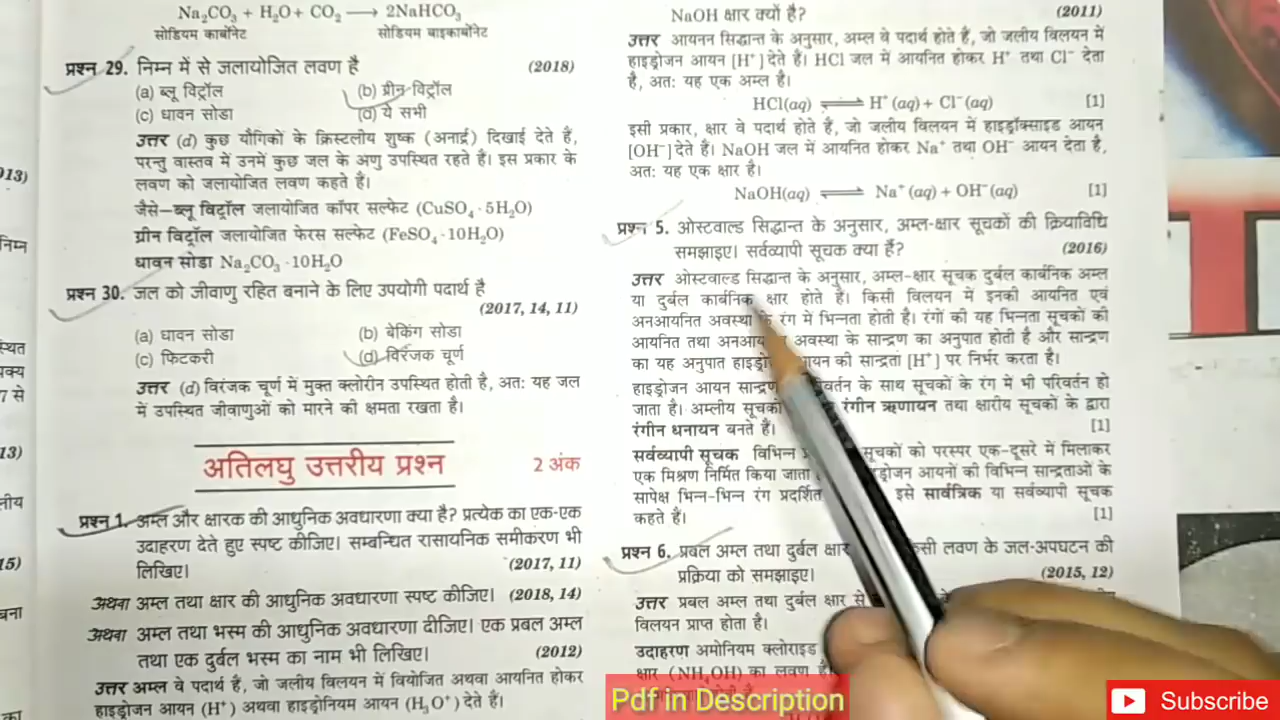 Na₂CO₃ + H₂O + CO₂ ⟶ 2NaHCO₃
सोडियम कार्बोनेट सोडियम बाइकार्बोनेट
प्रश्न 29. निम्न में से जलायोजित लवण है (2018)
(a) ब्लू विट्रॉल (b) ग्रीन विट्रॉल
(c) धावन सोडा (d) ये सभी
उत्तर (d) कुछ यौगिकों के क्रिस्टलीय शुष्क (अनार्द्र) दिखाई देते हैं,
परन्तु वास्तव में उनमें कुछ जल के अणु उपस्थित रहते हैं। इस प्रकार के
लवण को जलायोजित लवण कहते हैं।
जैसे—ब्लू विट्रॉल जलायोजित कॉपर सल्फेट (CuSO₄·5H₂O)
ग्रीन विट्रॉल जलायोजित फेरस सल्फेट (FeSO₄·10H₂O)
धावन सोडा Na₂CO₃·10H₂O
प्रश्न 30. जल को जीवाणु रहित बनाने के लिए उपयोगी पदार्थ है
(2017, 14, 11)
(a) धावन सोडा (b) बेकिंग सोडा
(c) फिटकरी (d) विरंजक चूर्ण
उत्तर (d) विरंजक चूर्ण में मुक्त क्लोरीन उपस्थित होती है, अतः यह जल
में उपस्थित जीवाणुओं को मारने की क्षमता रखता है।
अतिलघु उत्तरीय प्रश्न 2 अंक
प्रश्न 1. अम्ल और क्षारक की आधुनिक अवधारणा क्या है? प्रत्येक का एक-एक
उदाहरण देते हुए स्पष्ट कीजिए। सम्बन्धित रासायनिक समीकरण भी
लिखिए। (2017, 11)
अथवा अम्ल तथा क्षार की आधुनिक अवधारणा स्पष्ट कीजिए। (2018, 14)
अथवा अम्ल तथा भस्म की आधुनिक अवधारणा दीजिए। एक प्रबल अम्ल
तथा एक दुर्बल भस्म का नाम भी लिखिए। (2012)
उत्तर अम्ल वे पदार्थ हैं, जो जलीय विलयन में वियोजित अथवा आयनित होकर
हाइड्रोजन आयन (H⁺) अथवा हाइड्रोनियम आयन (H₃O⁺) देते हैं।
NaOH क्षार क्यों है? (2011)
उत्तर आयनन सिद्धान्त के अनुसार, अम्ल वे पदार्थ होते हैं, जो जलीय विलयन में
हाइड्रोजन आयन [H⁺] देते हैं। HCl जल में आयनित होकर H⁺ तथा Cl⁻ देता
है, अतः यह एक अम्ल है।
HCl(aq) ⇌ H⁺(aq) + Cl⁻(aq) [1]
इसी प्रकार, क्षार वे पदार्थ होते हैं, जो जलीय विलयन में हाइड्रॉक्साइड आयन
[OH⁻] देते हैं। NaOH जल में आयनित होकर Na⁺ तथा OH⁻ आयन देता है,
अतः यह एक क्षार है।
NaOH(aq) ⇌ Na⁺(aq) + OH⁻(aq) [1]
प्रश्न 5. ओस्टवाल्ड सिद्धान्त के अनुसार, अम्ल-क्षार सूचकों की क्रियाविधि
समझाइए। सर्वव्यापी सूचक क्या हैं? (2016)
उत्तर ओस्टवाल्ड सिद्धान्त के अनुसार, अम्ल-क्षार सूचक दुर्बल कार्बनिक अम्ल
या दुर्बल कार्बनिक क्षार होते हैं। किसी विलयन में इनकी आयनित एवं
अनआयनित अवस्था के रंग में भिन्नता होती है। रंगों की यह भिन्नता सूचकों की
आयनित तथा अनआय अवस्था के सान्द्रण का अनुपात होती है और सान्द्रण
का यह अनुपात हाइड्रो आयन की सान्द्रता [H⁺] पर निर्भर करता है।
हाइड्रोजन आयन सान्द्रण रिवर्तन के साथ सूचकों के रंग में भी परिवर्तन हो
जाता है। अम्लीय सूचकों रंगीन ऋणायन तथा क्षारीय सूचकों के द्वारा
रंगीन धनायन बनते हैं। [1]
सर्वव्यापी सूचक विभिन्न सूचकों को परस्पर एक-दूसरे में मिलाकर
एक मिश्रण निर्मित किया जाता ड्रोजन आयनों को विभिन्न सान्द्रताओं के
सापेक्ष भिन्न-भिन्न रंग प्रदर्शित इसे सार्वत्रिक या सर्वव्यापी सूचक
कहते हैं। [1]
प्रश्न 6. प्रबल अम्ल तथा दुर्बल क्षार किसी लवण के जल-अपघटन की
प्रक्रिया को समझाइए। (2015, 12)
उत्तर प्रबल अम्ल तथा दुर्बल क्षार से
विलयन प्राप्त होता है।
उदाहरण अमोनियम क्लोराइड
क्षार (NH₄OH) का लवण है
Pdf in Description
Subscribe